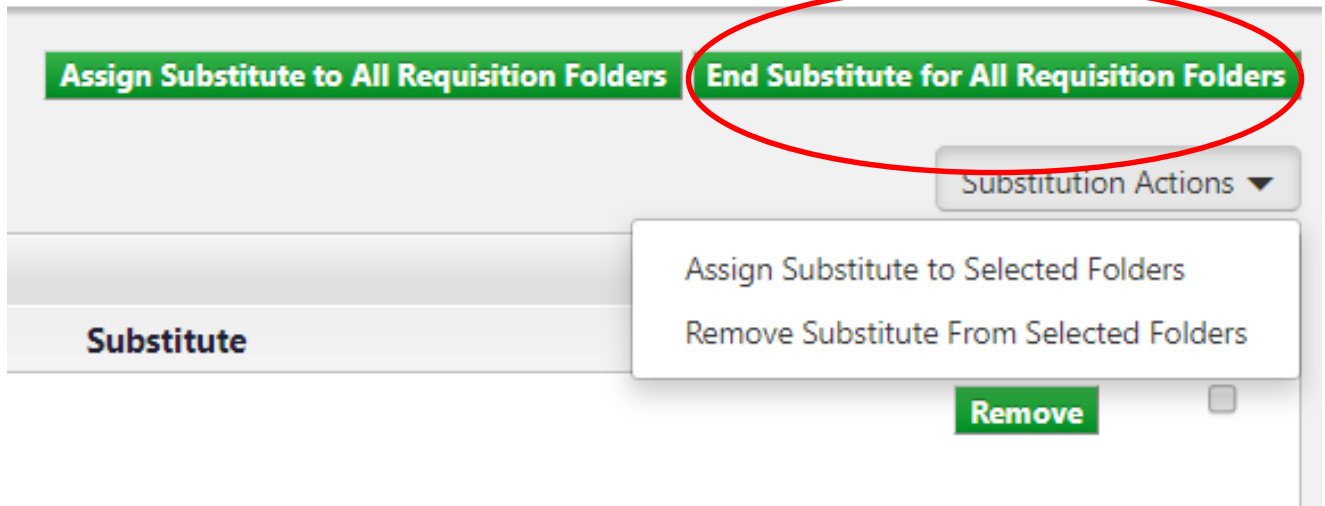 Assign Substitute to All Requisition Folders
End Substitute for All Requisition Folders
Substitution Actions
Assign Substitute to Selected Folders
Remove Substitute From Selected Folders
Substitute
Remove